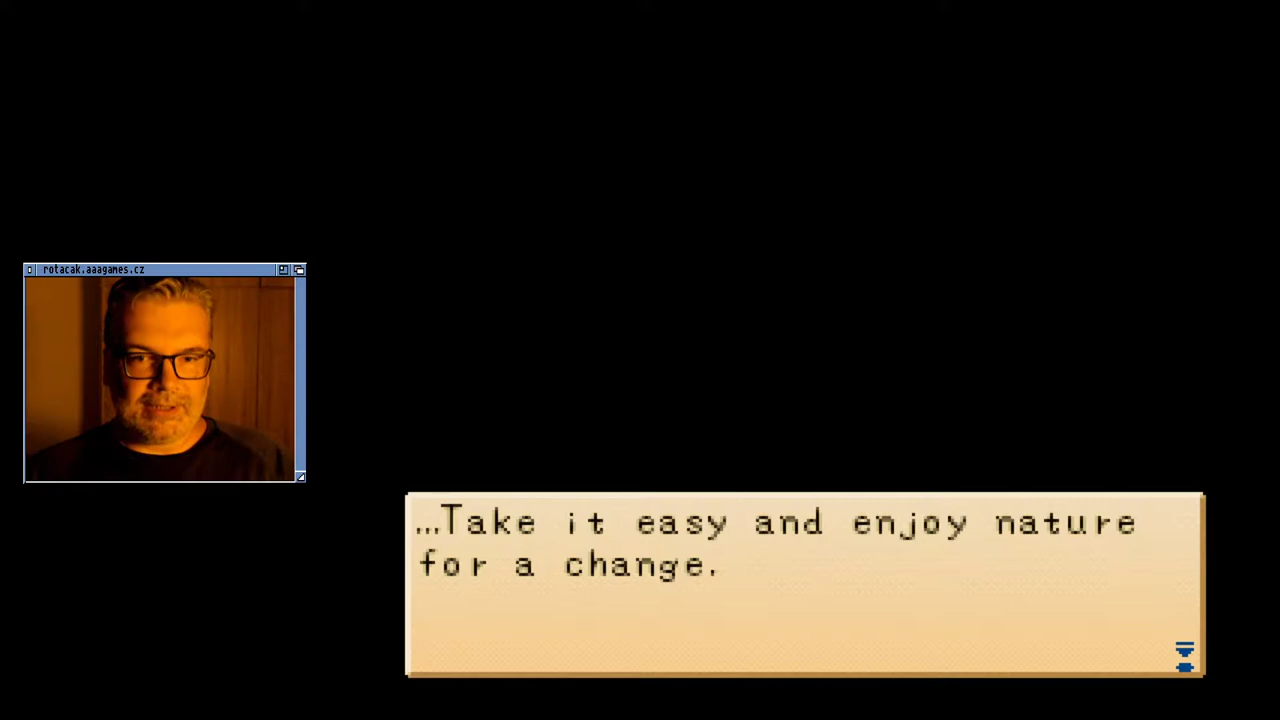 rotacak.aaagames.cz
…Take it easy and enjoy nature
for a change.